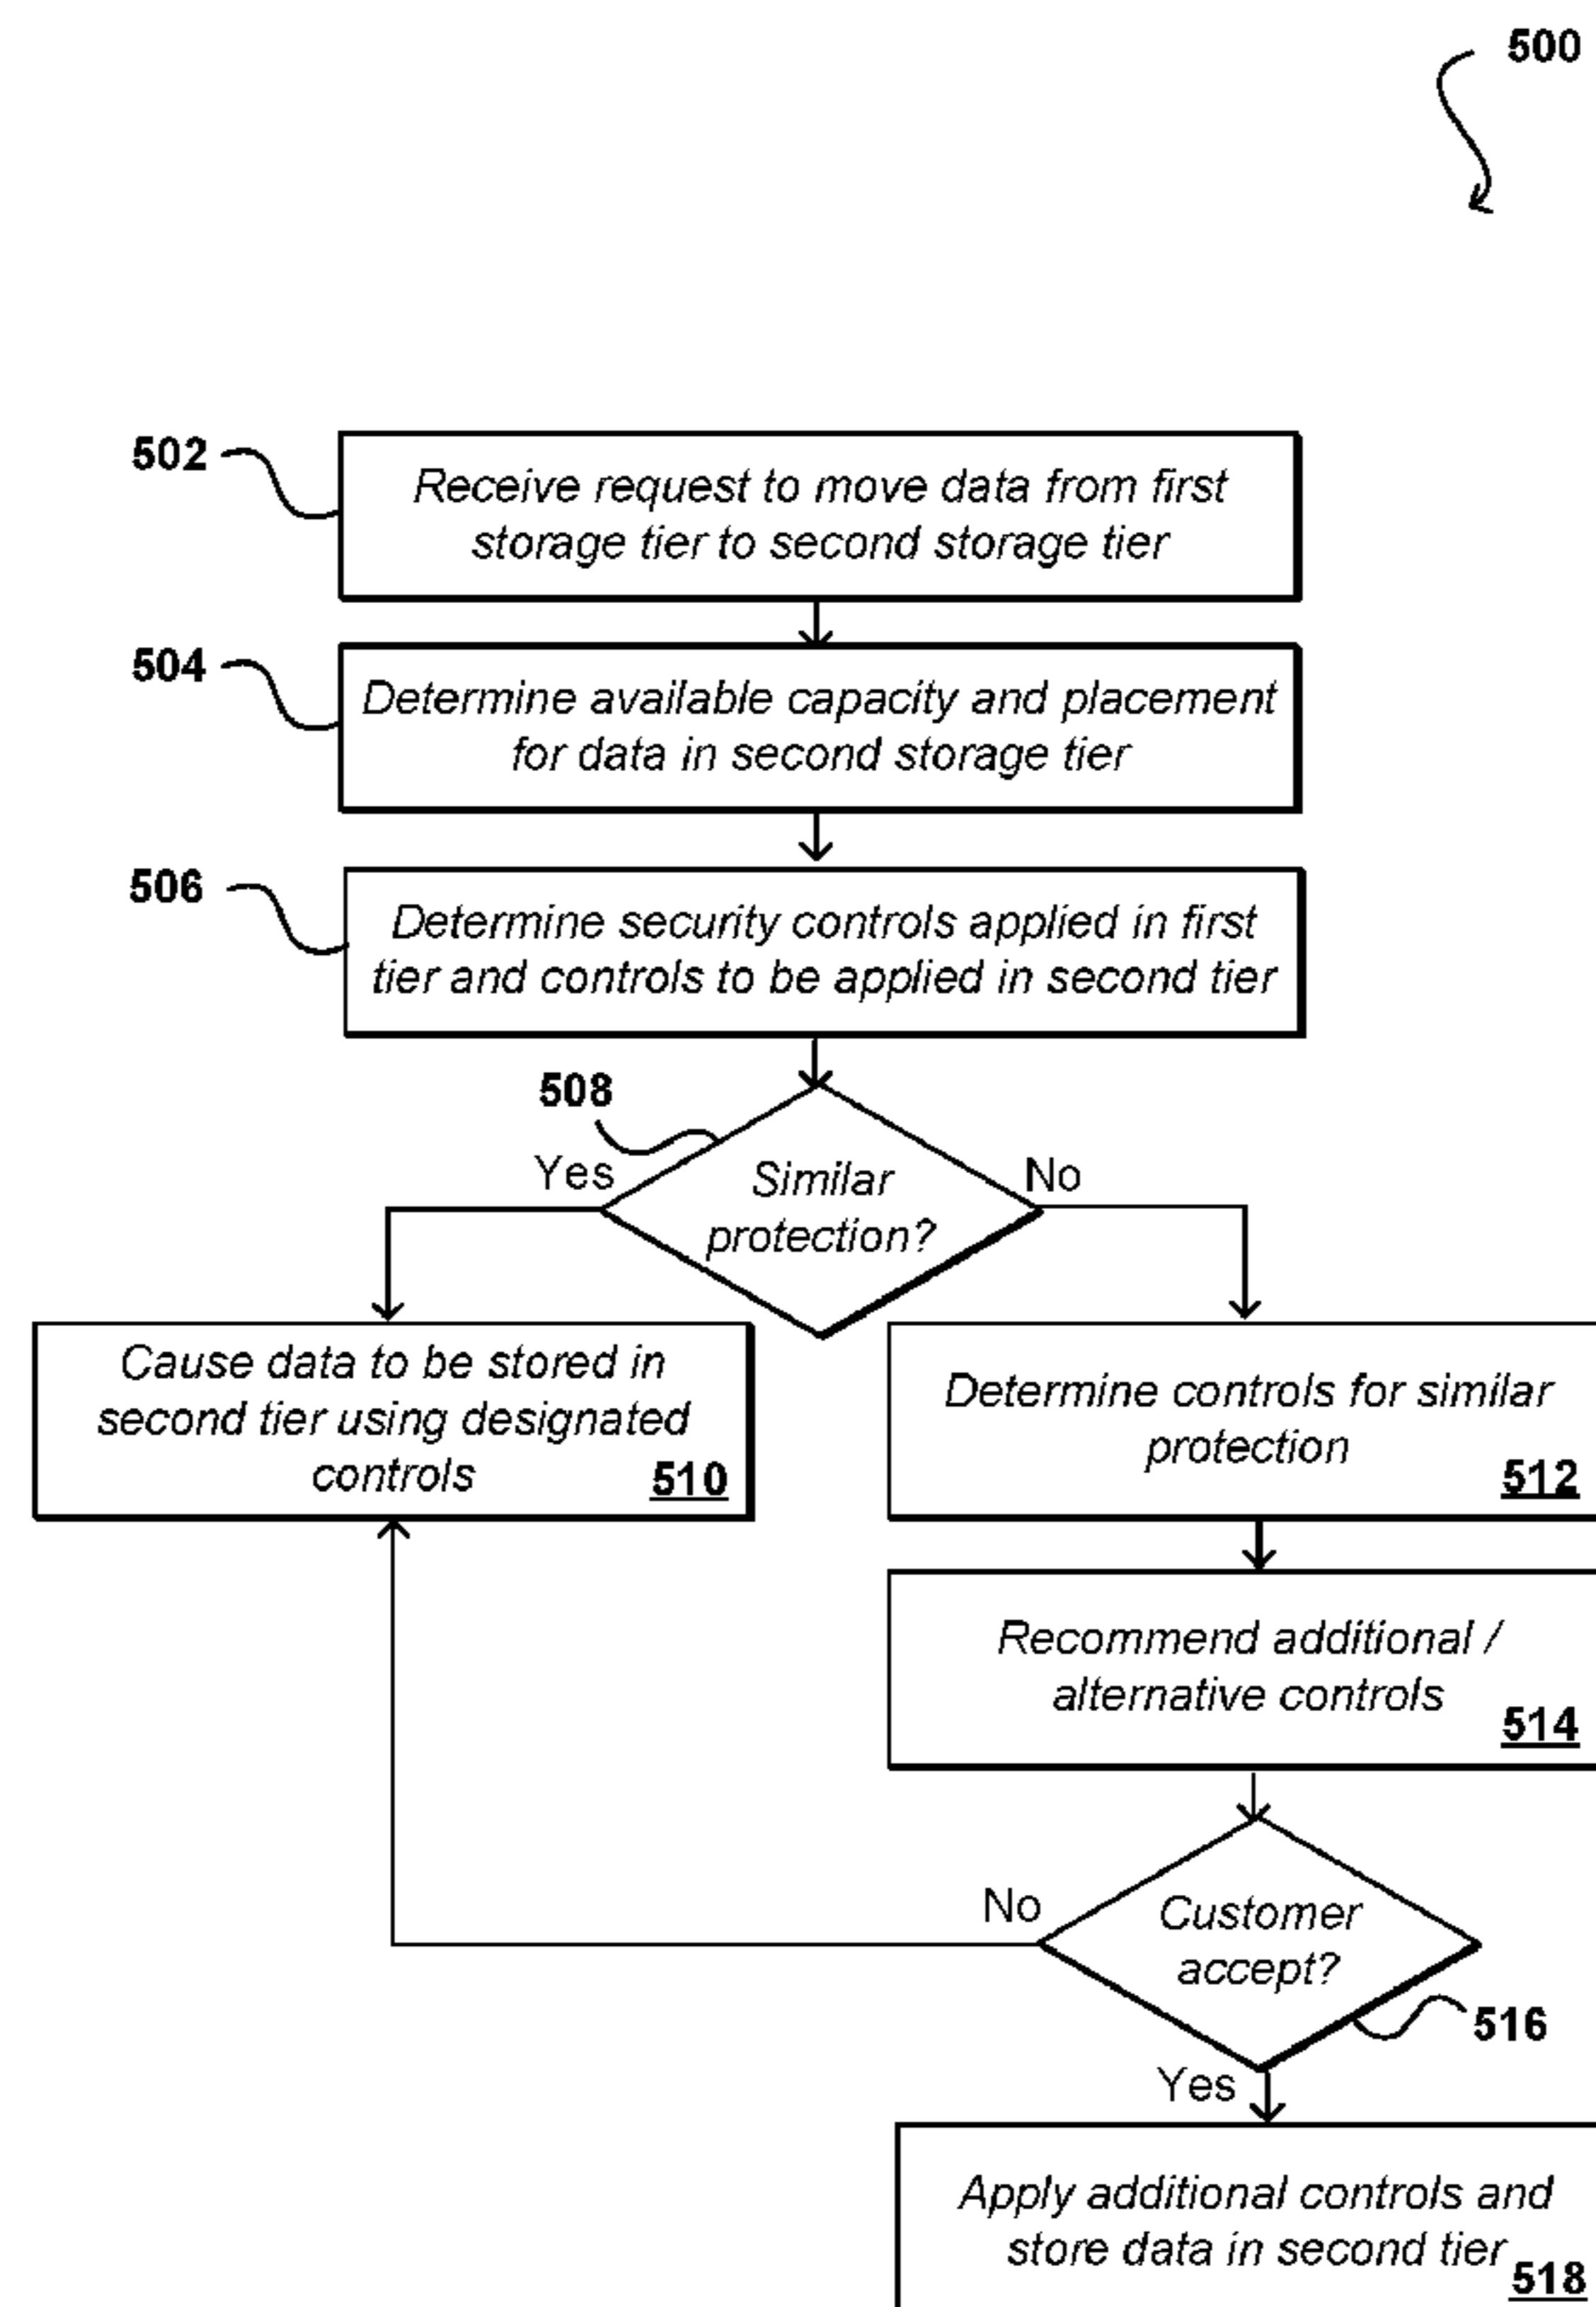 500
502
Receive request to move data from first
storage tier to second storage tier
504
Determine available capacity and placement
for data in second storage tier
506
Determine security controls applied in first
tier and controls to be applied in second tier
508
Yes
Similar
protection?
No
Cause data to be stored in
second tier using designated
controls
510
Determine controls for similar
protection
512
Recommend additional /
alternative controls
514
No
Customer
accept?
516
Yes
Apply additional controls and
store data in second tier
518